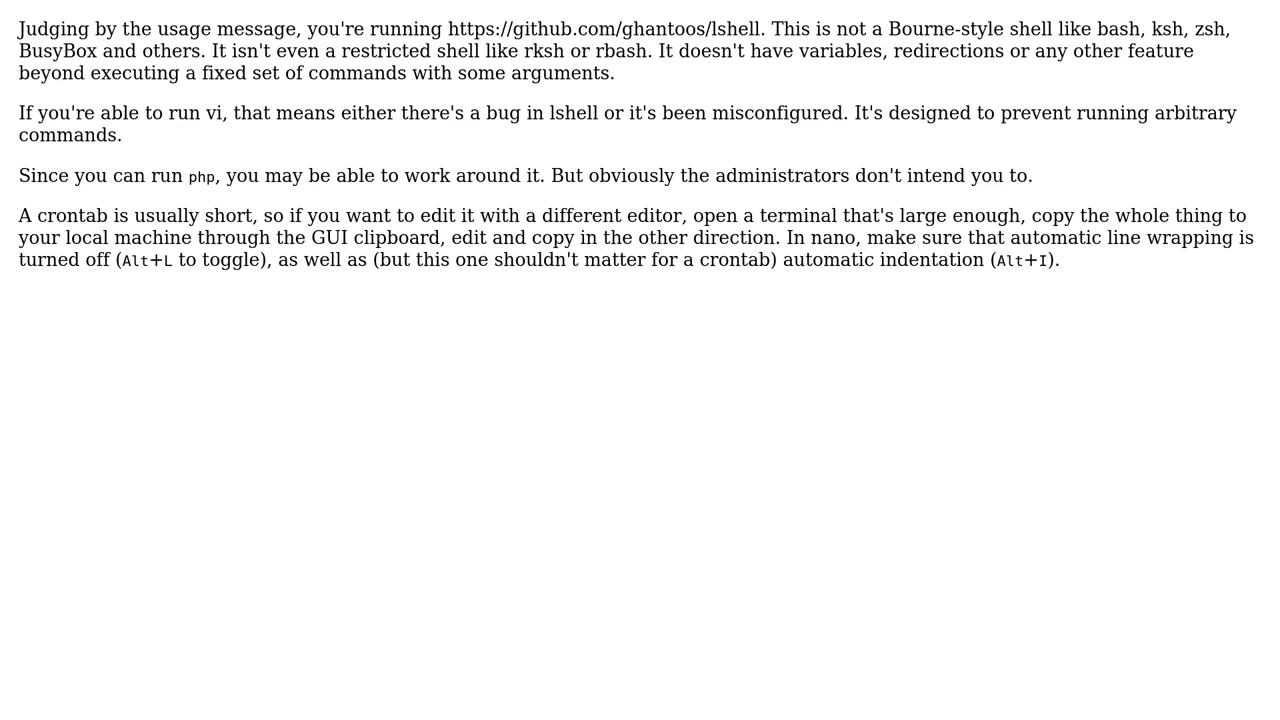 Judging by the usage message, you're running https://github.com/ghantoos/lshell. This is not a Bourne-style shell like bash, ksh, zsh,
BusyBox and others. It isn't even a restricted shell like rksh or rbash. It doesn't have variables, redirections or any other feature
beyond executing a fixed set of commands with some arguments.
If you're able to run vi, that means either there's a bug in lshell or it's been misconfigured. It's designed to prevent running arbitrary
commands.
Since you can run php, you may be able to work around it. But obviously the administrators don't intend you to.
A crontab is usually short, so if you want to edit it with a different editor, open a terminal that's large enough, copy the whole thing to
your local machine through the GUI clipboard, edit and copy in the other direction. In nano, make sure that automatic line wrapping is
turned off (Alt+L to toggle), as well as (but this one shouldn't matter for a crontab) automatic indentation (Alt+I).